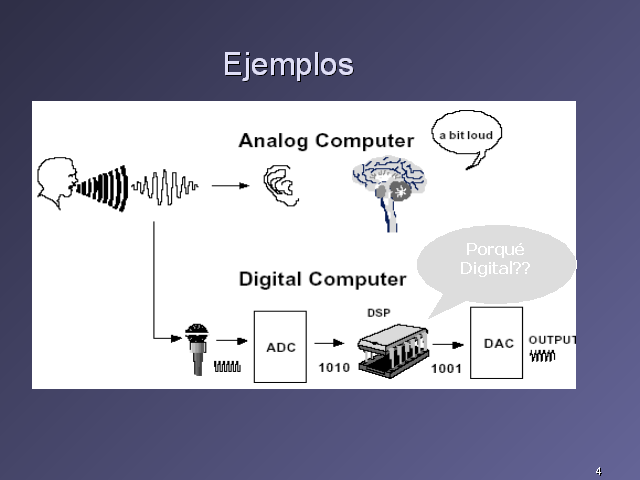 Ejemplos
Analog Computer
a bit loud
Porqué
Digital??
Digital Computer
DSP
ADC
DAC
OUTPUT
1010
1001
4